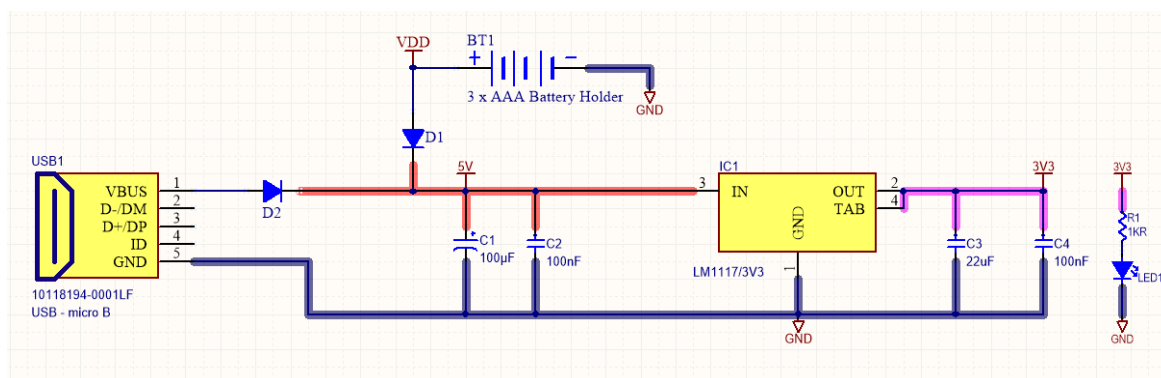 VDD
BT1
+
−
3 x AAA Battery Holder
GND
D1
USB1
VBUS 1
D-/DM 2
D+/DP 3
ID 4
GND 5
10118194-0001LF
USB - micro B
D2
5V
C1
100µF
C2
100nF
IC1
3 IN
OUT 2
TAB 4
GND
1
LM1117/3V3
GND
3V3
C3
22uF
C4
100nF
3V3
R1
1KR
LED1
GND